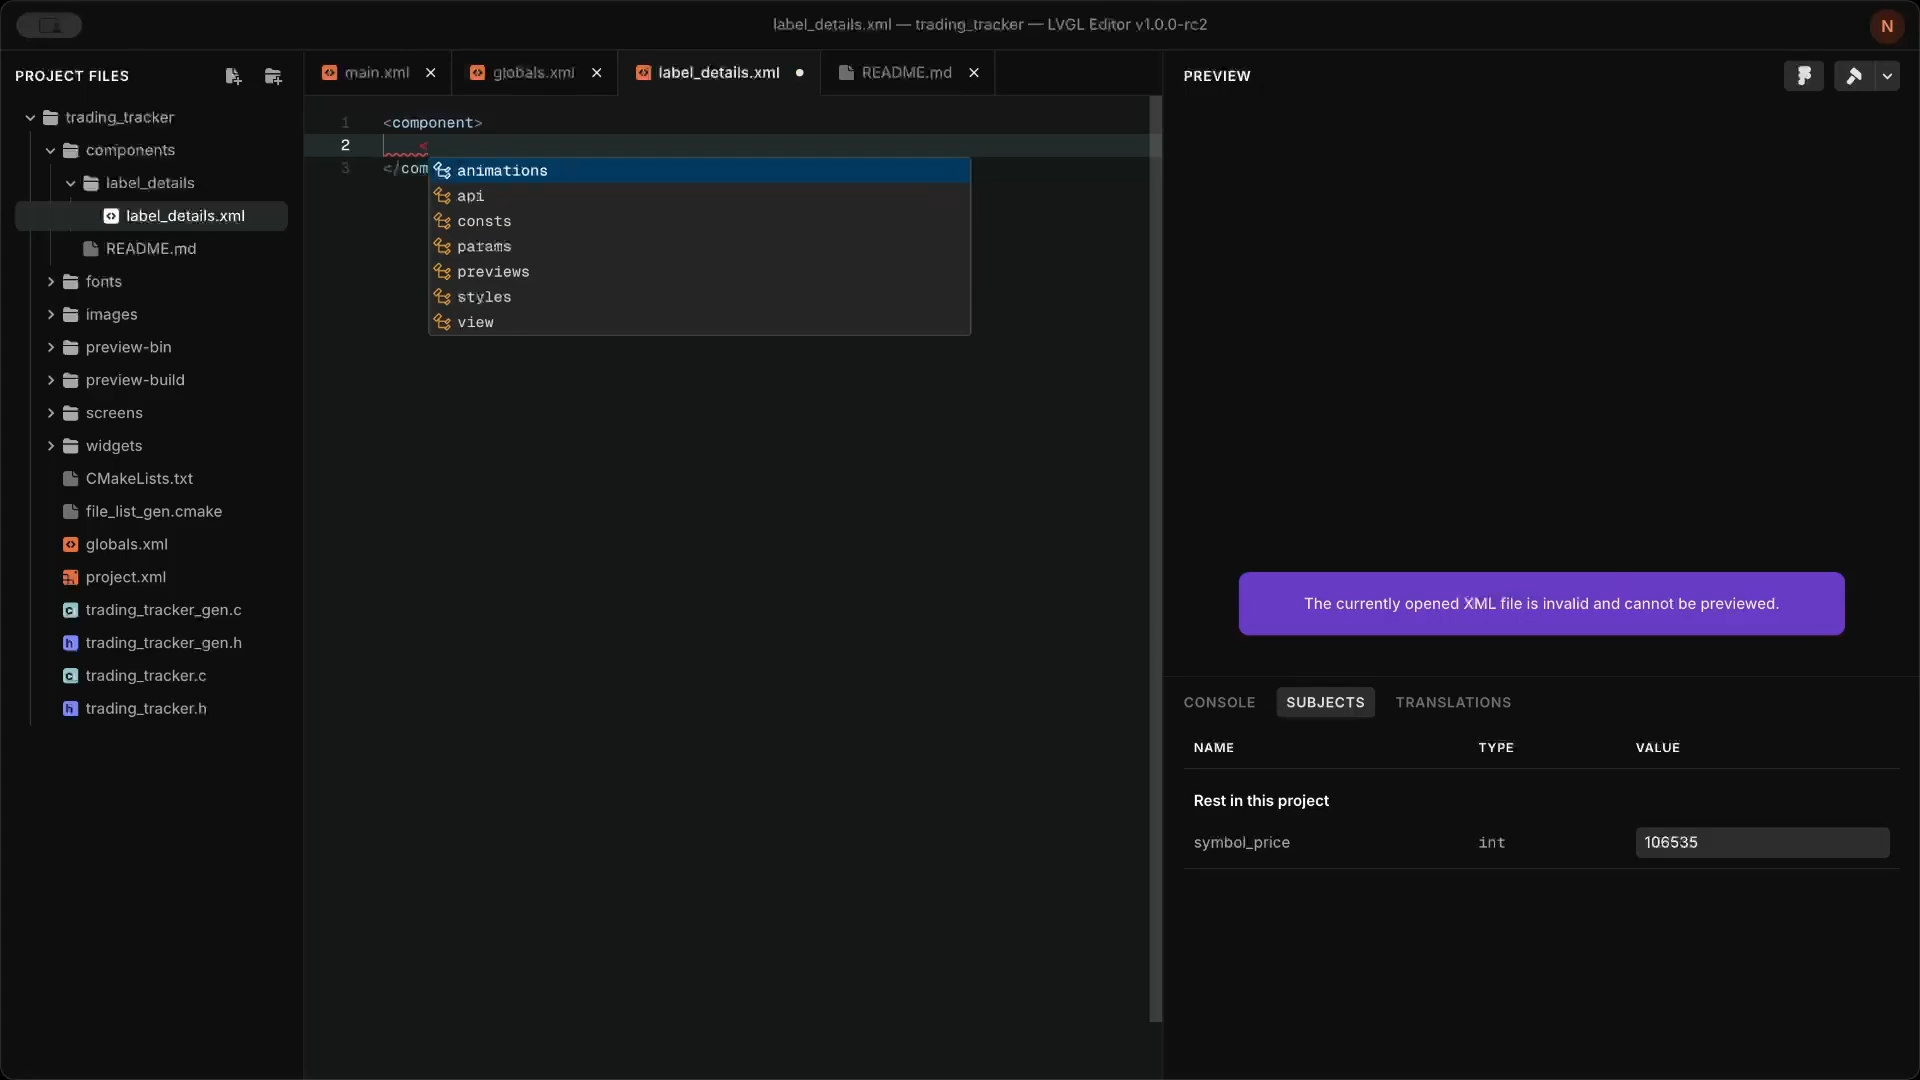 label_details.xml — trading_tracker — LVGL Editor v1.0.0-rc2
N
PROJECT FILES
trading_tracker
components
label_details
label_details.xml
README.md
fonts
images
preview-bin
preview-build
screens
widgets
CMakeLists.txt
file_list_gen.cmake
globals.xml
project.xml
trading_tracker_gen.c
trading_tracker_gen.h
trading_tracker.c
trading_tracker.h
main.xml
globals.xml
label_details.xml
README.md
1 <component>
2 <
3 </com
animations
api
consts
params
previews
styles
view
PREVIEW
The currently opened XML file is invalid and cannot be previewed.
CONSOLE SUBJECTS TRANSLATIONS
NAME TYPE VALUE
Rest in this project
symbol_price int 106535